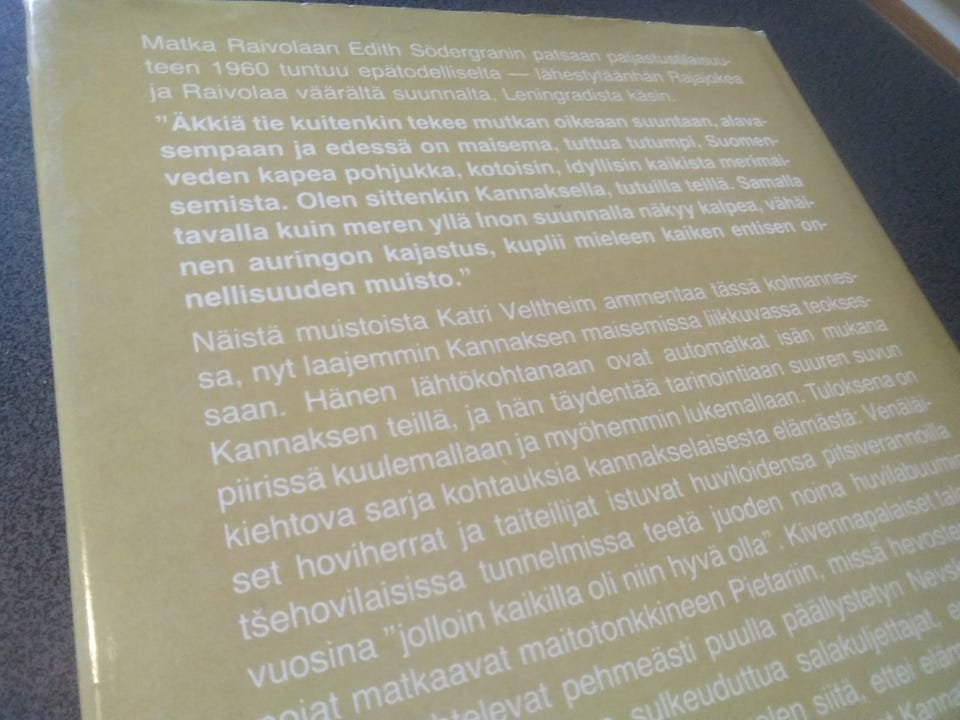 Matka Raivolaan Edith Södergranin patsaan paljastustilaisuu-
teen 1960 tuntuu epätodelliselta — lähestytäänhän Rajajokea
ja Raivolaa väärältä suunnalta, Leningradista käsin.
”Äkkiä tie kuitenkin tekee mutkan oikeaan suuntaan, alava-
sempaan ja edessä on maisema, tuttua tutumpi, Suomen-
veden kapea pohjukka, kotoisin, idyllisin kaikista merimai-
semista. Olen sittenkin Kannaksella, tutuilla teillä. Samalla
tavalla kuin meren yllä Inon suunnalla näkyy kalpea, vähäi-
nen auringon kajastus, kuplii mieleen kaiken entisen on-
nellisuuden muisto.”
Näistä muistoista Katri Veltheim ammentaa tässä kolmannes-
sa, nyt laajemmin Kannaksen maisemissa liikkuvassa teokses-
saan. Hänen lähtökohtanaan ovat automatkat isän mukana
Kannaksen teillä, ja hän täydentää tarinointiaan suuren suvun
piirissä kuulemallaan ja myöhemmin lukemallaan. Tuloksena on
kiehtova sarja kohtauksia kannakselaisesta elämästä: Venäläi-
set hoviherrat ja taiteilijat istuvat huviloidensa pitsiverannoilla
tšehovilaisissa tunnelmissa teetä juoden noina huvilabuumin
vuosina ”jolloin kaikilla oli niin hyvä olla”. Kivennapalaiset
matkaavat maitotonkkineen Pietariin, missä
pehmeästi puulla päällystetyn
sulkeuduttua salakuljettajat,
siitä, ettei